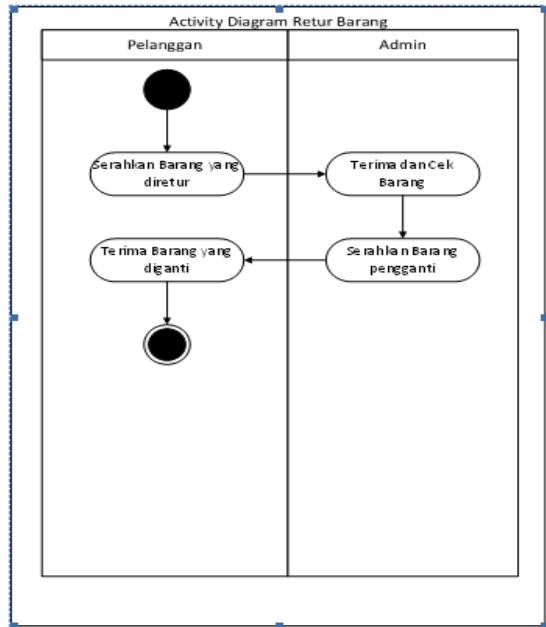 Activity Diagram Retur Barang
Pelanggan
Admin
Serahkan Barang yang
diretur
Terima dan Cek
Barang
Terima Barang yang
diganti
Serahkan Barang
pengganti